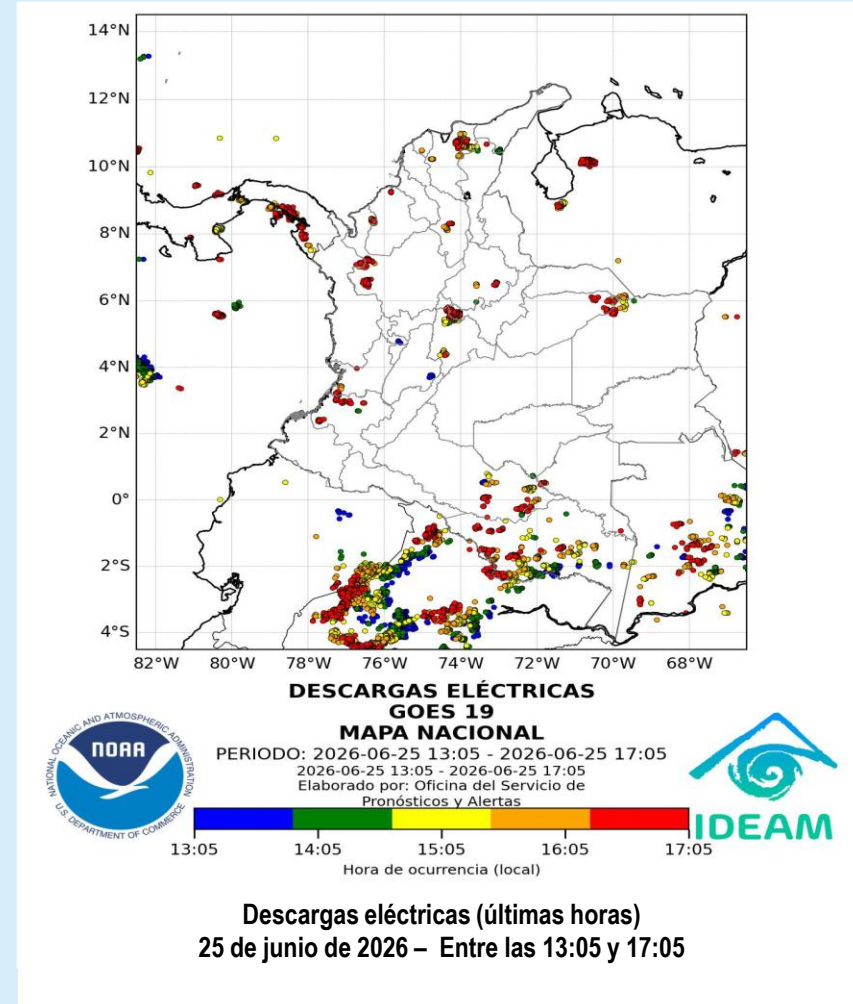 14°N
12°N
10°N
8°N
6°N
4°N
2°N
0°
2°S
4°S
82°W 80°W 78°W 76°W 74°W 72°W 70°W 68°W
DESCARGAS ELÉCTRICAS
GOES 19
MAPA NACIONAL
PERIODO: 2026-06-25 13:05 - 2026-06-25 17:05
2026-06-25 13:05 - 2026-06-25 17:05
Elaborado por: Oficina del Servicio de
Pronósticos y Alertas
NATIONAL OCEANIC AND ATMOSPHERIC ADMINISTRATION
NOAA
U.S. DEPARTMENT OF COMMERCE
IDEAM
13:05 14:05 15:05 16:05 17:05
Hora de ocurrencia (local)
Descargas eléctricas (últimas horas)
25 de junio de 2026 – Entre las 13:05 y 17:05